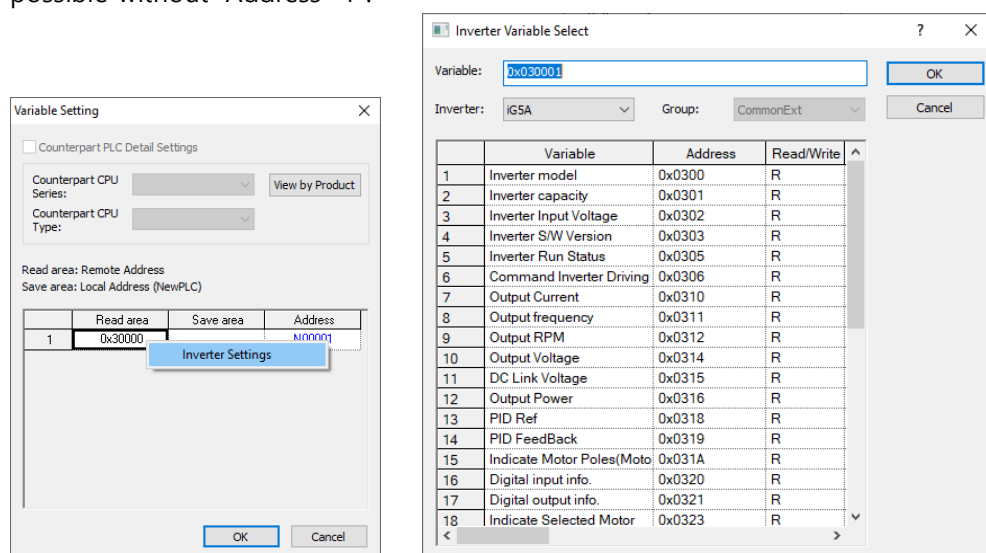 possible without "Address -1".
Variable Setting
Counterpart PLC Detail Settings
Counterpart CPU
Series:
View by Product
Counterpart CPU
Type:
Read area: Remote Address
Save area: Local Address (NewPLC)
Read area Save area Address
1 0x30000 N00001
Inverter Settings
OK Cancel
Inverter Variable Select ?
Variable: 0x030001 OK
Inverter: iG5A Group: CommonExt Cancel
Variable Address Read/Write
1 Inverter model 0x0300 R
2 Inverter capacity 0x0301 R
3 Inverter Input Voltage 0x0302 R
4 Inverter S/W Version 0x0303 R
5 Inverter Run Status 0x0305 R
6 Command Inverter Driving 0x0306 R
7 Output Current 0x0310 R
8 Output frequency 0x0311 R
9 Output RPM 0x0312 R
10 Output Voltage 0x0314 R
11 DC Link Voltage 0x0315 R
12 Output Power 0x0316 R
13 PID Ref 0x0318 R
14 PID FeedBack 0x0319 R
15 Indicate Motor Poles(Moto 0x031A R
16 Digital input info. 0x0320 R
17 Digital output info. 0x0321 R
18 Indicate Selected Motor 0x0323 R